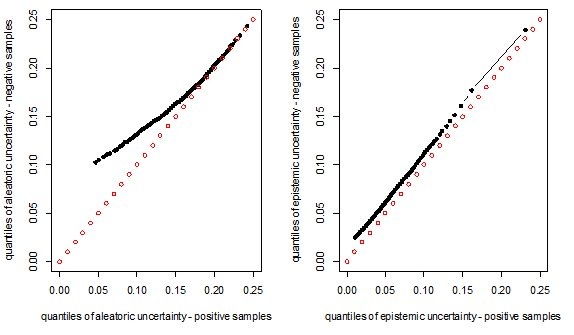 quantiles of aleatoric uncertainty - negative samples
0.25
0.20
0.15
0.10
0.05
0.00
0.00 0.05 0.10 0.15 0.20 0.25
quantiles of aleatoric uncertainty - positive samples
quantiles of epistemic uncertainty - negative samples
0.25
0.20
0.15
0.10
0.05
0.00
0.00 0.05 0.10 0.15 0.20 0.25
quantiles of epistemic uncertainty - positive samples